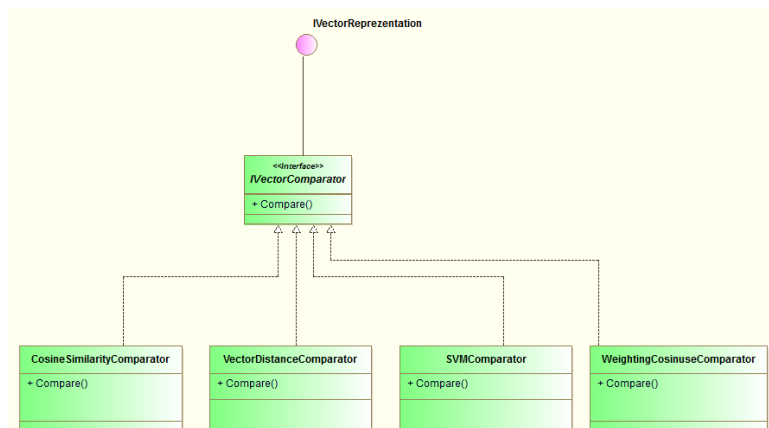 IVectorReprezentation
<<Interface>>
IVectorComparator
+ Compare()
CosineSimilarityComparator
+ Compare()
VectorDistanceComparator
+ Compare()
SVMComparator
+ Compare()
WeightingCosinuseComparator
+ Compare()